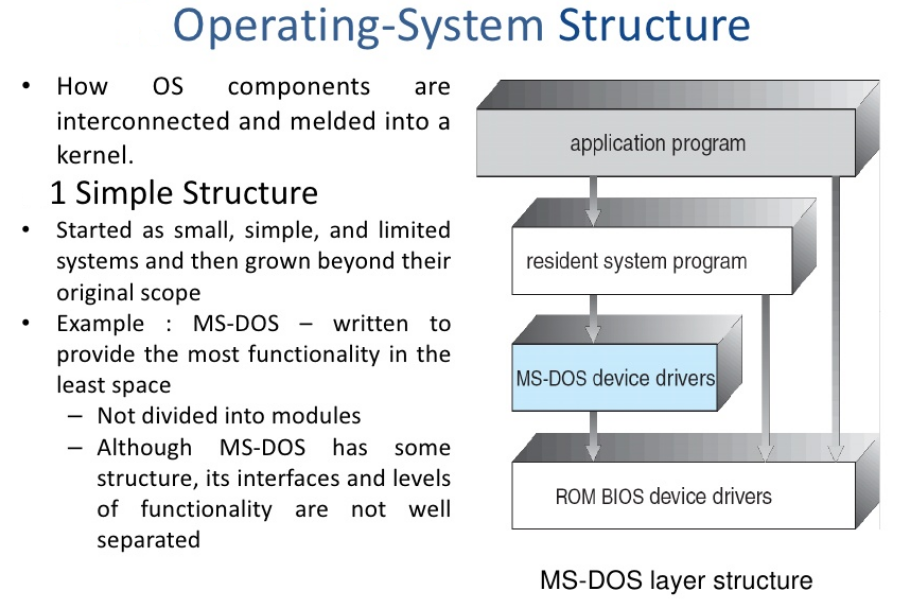 Operating-System Structure
• How OS components are
interconnected and melded into a
kernel.
1 Simple Structure
• Started as small, simple, and limited
systems and then grown beyond their
original scope
• Example : MS-DOS – written to
provide the most functionality in the
least space
– Not divided into modules
– Although MS-DOS has some
structure, its interfaces and levels
of functionality are not well
separated
application program
resident system program
MS-DOS device drivers
ROM BIOS device drivers
MS-DOS layer structure